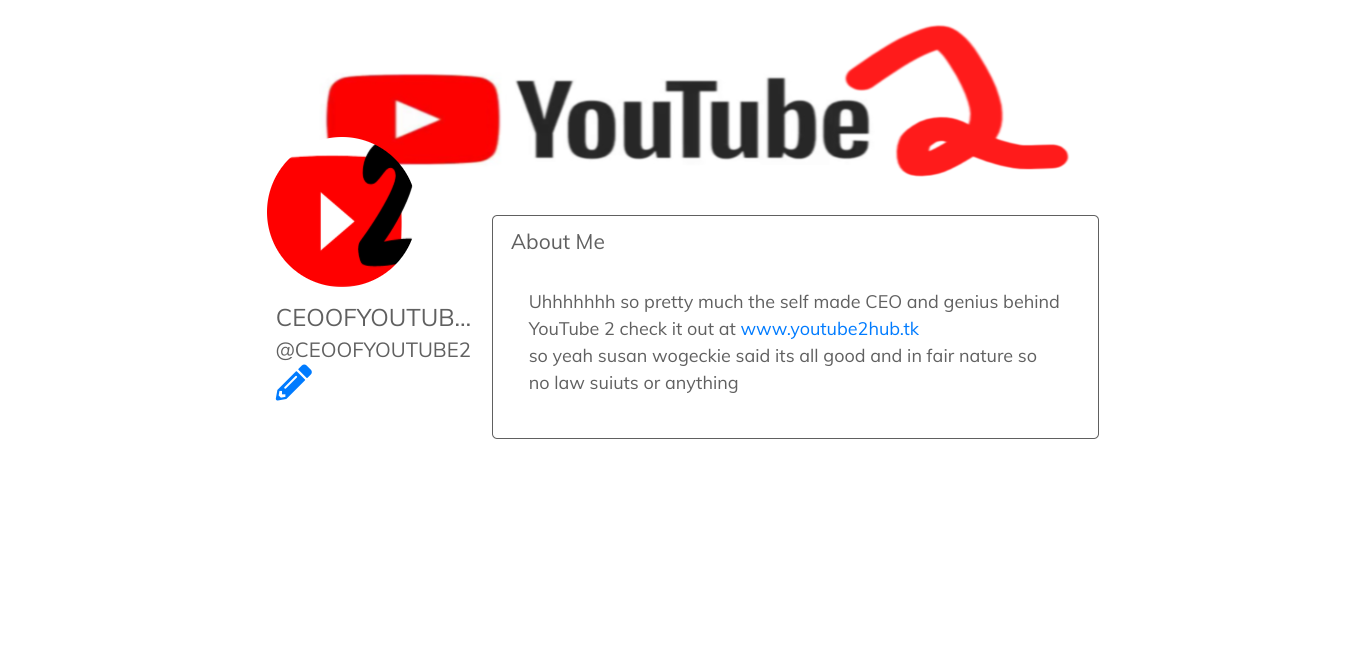 YouTube 2
2
CEOOFYOUTUB...
@CEOOFYOUTUBE2
About Me
Uhhhhhhh so pretty much the self made CEO and genius behind
YouTube 2 check it out at www.youtube2hub.tk
so yeah susan wogeckie said its all good and in fair nature so
no law suiuts or anything